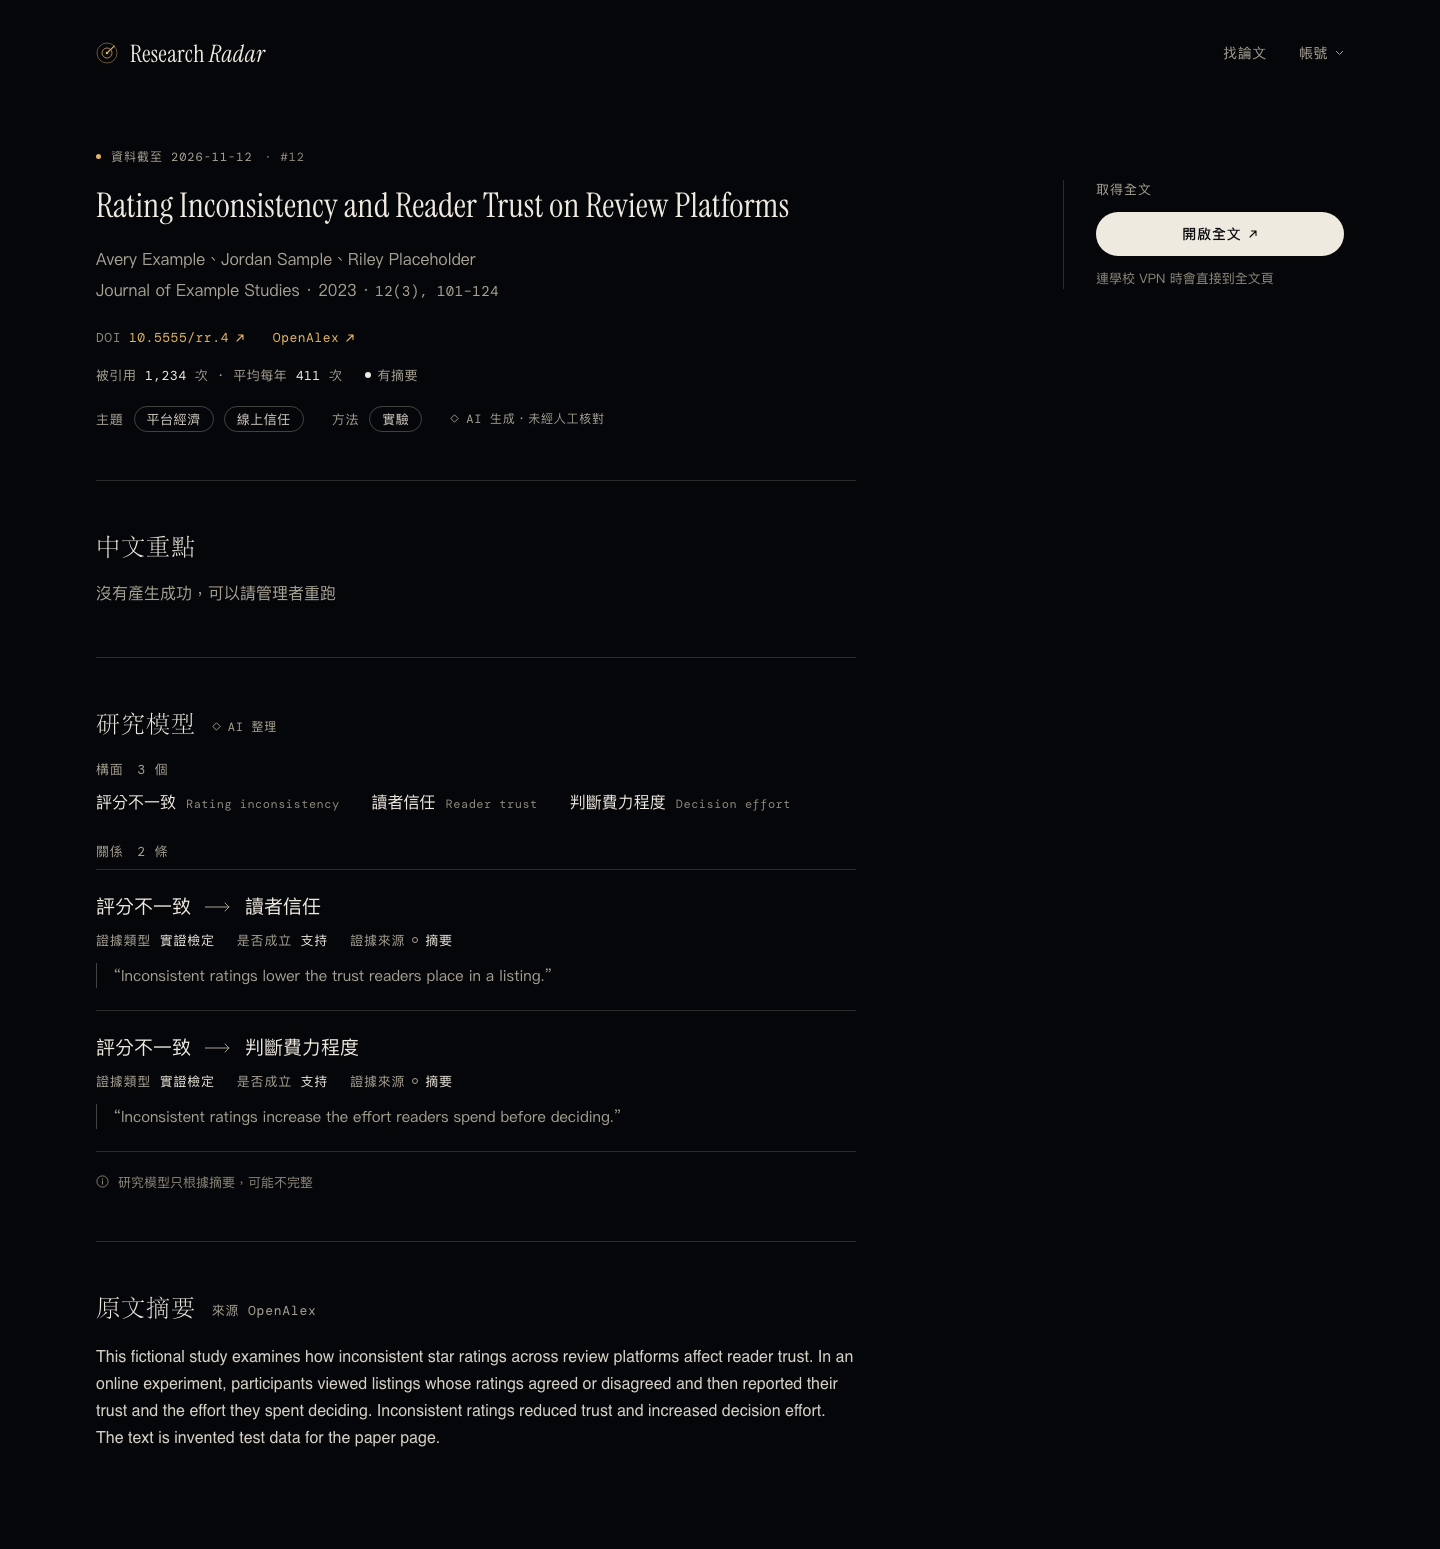 Research Radar
找論文 帳號
資料截至 2026-11-12 · #12
Rating Inconsistency and Reader Trust on Review Platforms
Avery Example、Jordan Sample、Riley Placeholder
Journal of Example Studies · 2023 · 12(3), 101–124
DOI 10.5555/rr.4 ↗ OpenAlex ↗
被引用 1,234 次 · 平均每年 411 次 有摘要
主題 平台經濟 線上信任 方法 實驗 ◇ AI 生成・未經人工核對
取得全文
開啟全文 ↗
連學校 VPN 時會直接到全文頁
中文重點
沒有產生成功，可以請管理者重跑
研究模型 ◇ AI 整理
構面 3 個
評分不一致 Rating inconsistency 讀者信任 Reader trust 判斷費力程度 Decision effort
關係 2 條
評分不一致 → 讀者信任
證據類型 實證檢定 是否成立 支持 證據來源 ○ 摘要
“Inconsistent ratings lower the trust readers place in a listing.”
評分不一致 → 判斷費力程度
證據類型 實證檢定 是否成立 支持 證據來源 ○ 摘要
“Inconsistent ratings increase the effort readers spend before deciding.”
研究模型只根據摘要，可能不完整
原文摘要 來源 OpenAlex
This fictional study examines how inconsistent star ratings across review platforms affect reader trust. In an
online experiment, participants viewed listings whose ratings agreed or disagreed and then reported their
trust and the effort they spent deciding. Inconsistent ratings reduced trust and increased decision effort.
The text is invented test data for the paper page.